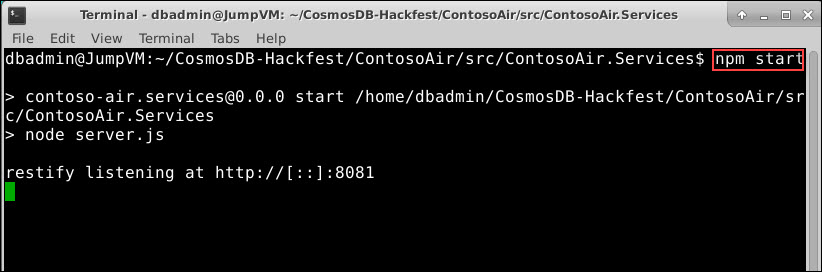 Terminal - dbadmin@JumpVM: ~/CosmosDB-Hackfest/ContosoAir/src/ContosoAir.Services
File Edit View Terminal Tabs Help
dbadmin@JumpVM:~/CosmosDB-Hackfest/ContosoAir/src/ContosoAir.Services$ npm start
> contoso-air.services@0.0.0 start /home/dbadmin/CosmosDB-Hackfest/ContosoAir/sr
c/ContosoAir.Services
> node server.js
restify listening at http://[::]:8081